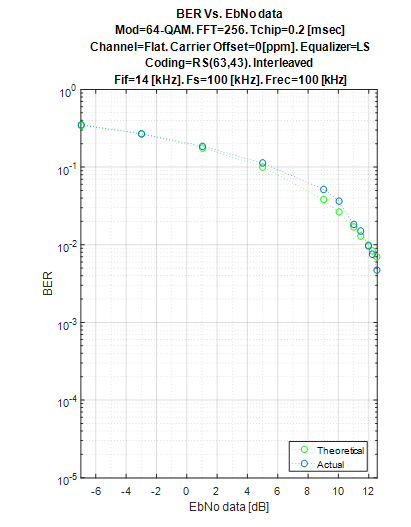 BER Vs. EbNo data
Mod=64-QAM. FFT=256. Tchip=0.2 [msec]
Channel=Flat. Carrier Offset=0[ppm]. Equalizer=LS
Coding=RS(63,43). Interleaved
Fif=14 [kHz]. Fs=100 [kHz]. Frec=100 [kHz]
10^0
10^-1
10^-2
10^-3
10^-4
10^-5
BER
Theoretical
Actual
-6 -4 -2 0 2 4 6 8 10 12
EbNo data [dB]